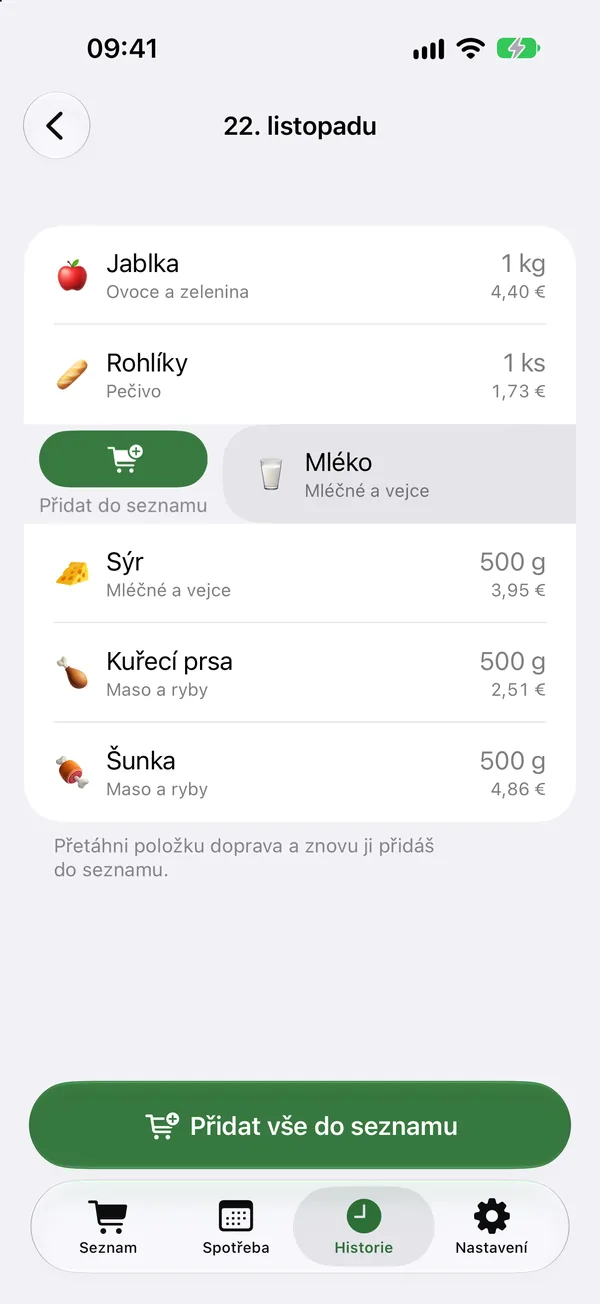 09:41
22. listopadu
Jablka
1 kg
Ovoce a zelenina
4,40 €
Rohlíky
1 ks
Pečivo
1,73 €
Mléko
Mléčné a vejce
Přidat do seznamu
Sýr
500 g
Mléčné a vejce
3,95 €
Kuřecí prsa
500 g
Maso a ryby
2,51 €
Šunka
500 g
Maso a ryby
4,86 €
Přetáhni položku doprava a znovu ji přidáš
do seznamu.
Přidat vše do seznamu
Seznam
Spotřeba
Historie
Nastavení